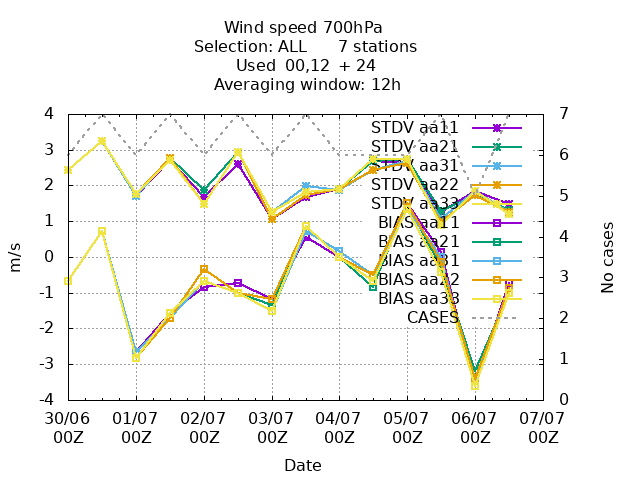 Wind speed 700hPa
Selection: ALL 7 stations
Used 00,12 + 24
Averaging window: 12h
4
3
2
1
0
-1
-2
-3
-4
m/s
7
6
5
4
3
2
1
0
No cases
STDV aa11
STDV aa21
STDV aa31
STDV aa22
STDV aa33
BIAS aa11
BIAS aa21
BIAS aa31
BIAS aa22
BIAS aa33
CASES
30/06 01/07 02/07 03/07 04/07 05/07 06/07 07/07
00Z 00Z 00Z 00Z 00Z 00Z 00Z 00Z
Date